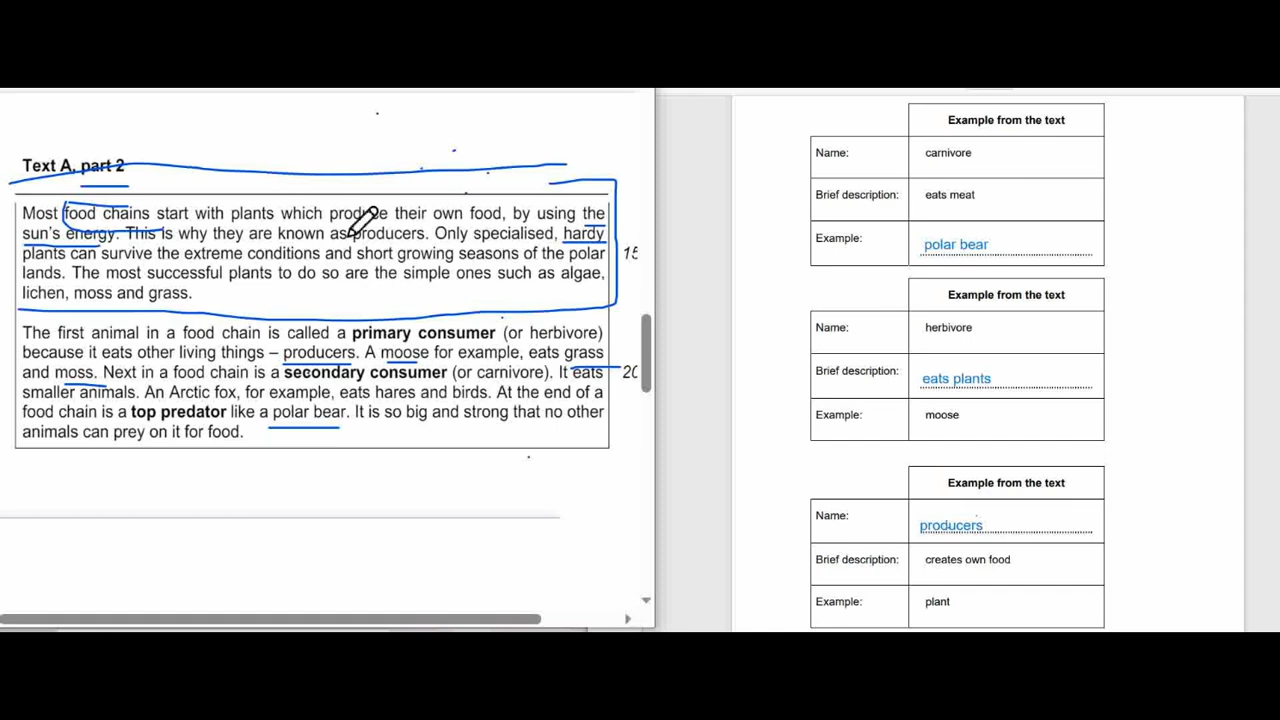 Text A, part 2
Most food chains start with plants which produce their own food, by using the
sun's energy. This is why they are known as producers. Only specialised, hardy
plants can survive the extreme conditions and short growing seasons of the polar 15
lands. The most successful plants to do so are the simple ones such as algae,
lichen, moss and grass.
The first animal in a food chain is called a primary consumer (or herbivore)
because it eats other living things – producers. A moose for example, eats grass
and moss. Next in a food chain is a secondary consumer (or carnivore). It eats 20
smaller animals. An Arctic fox, for example, eats hares and birds. At the end of a
food chain is a top predator like a polar bear. It is so big and strong that no other
animals can prey on it for food.
Example from the text
Name: carnivore
Brief description: eats meat
Example: polar bear
Example from the text
Name: herbivore
Brief description: eats plants
Example: moose
Example from the text
Name: producers
Brief description: creates own food
Example: plant